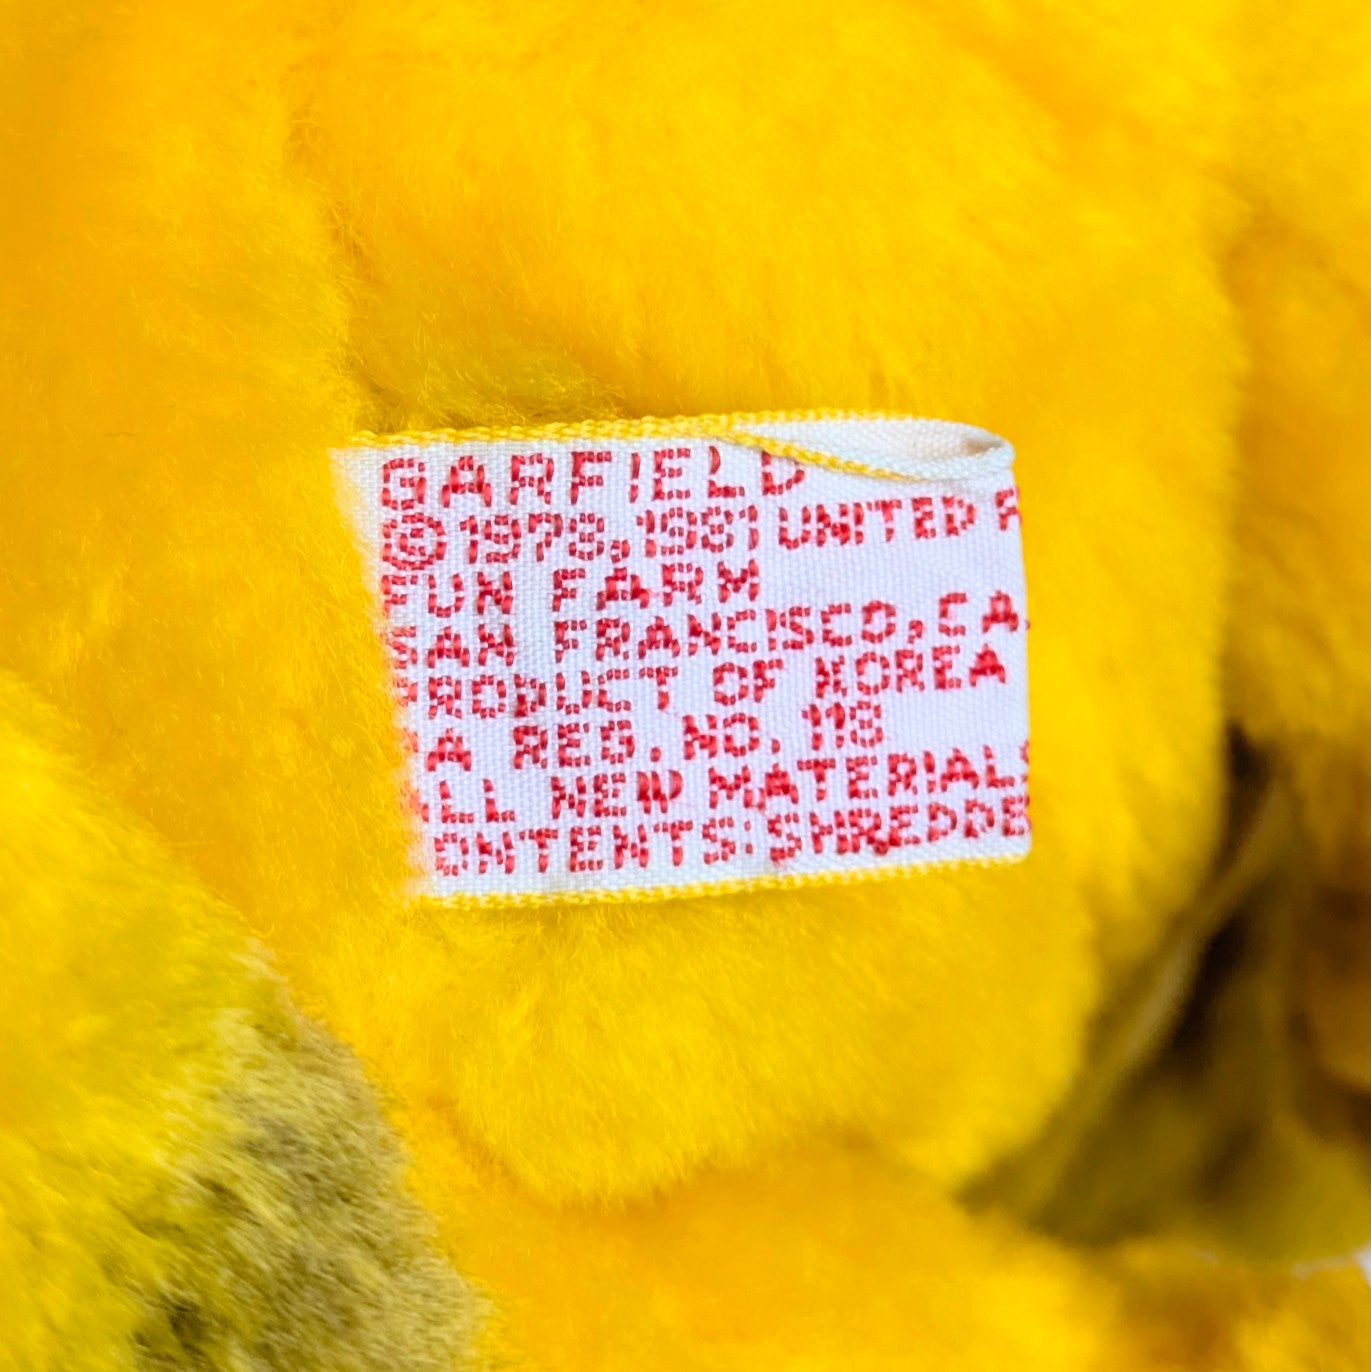 GARFIELD
© 1978, 1981 UNITED F
FUN FARM
SAN FRANCISCO, CA.
PRODUCT OF KOREA
A REG. NO. 118
ALL NEW MATERIALS
ONTENTS: SHREDDE